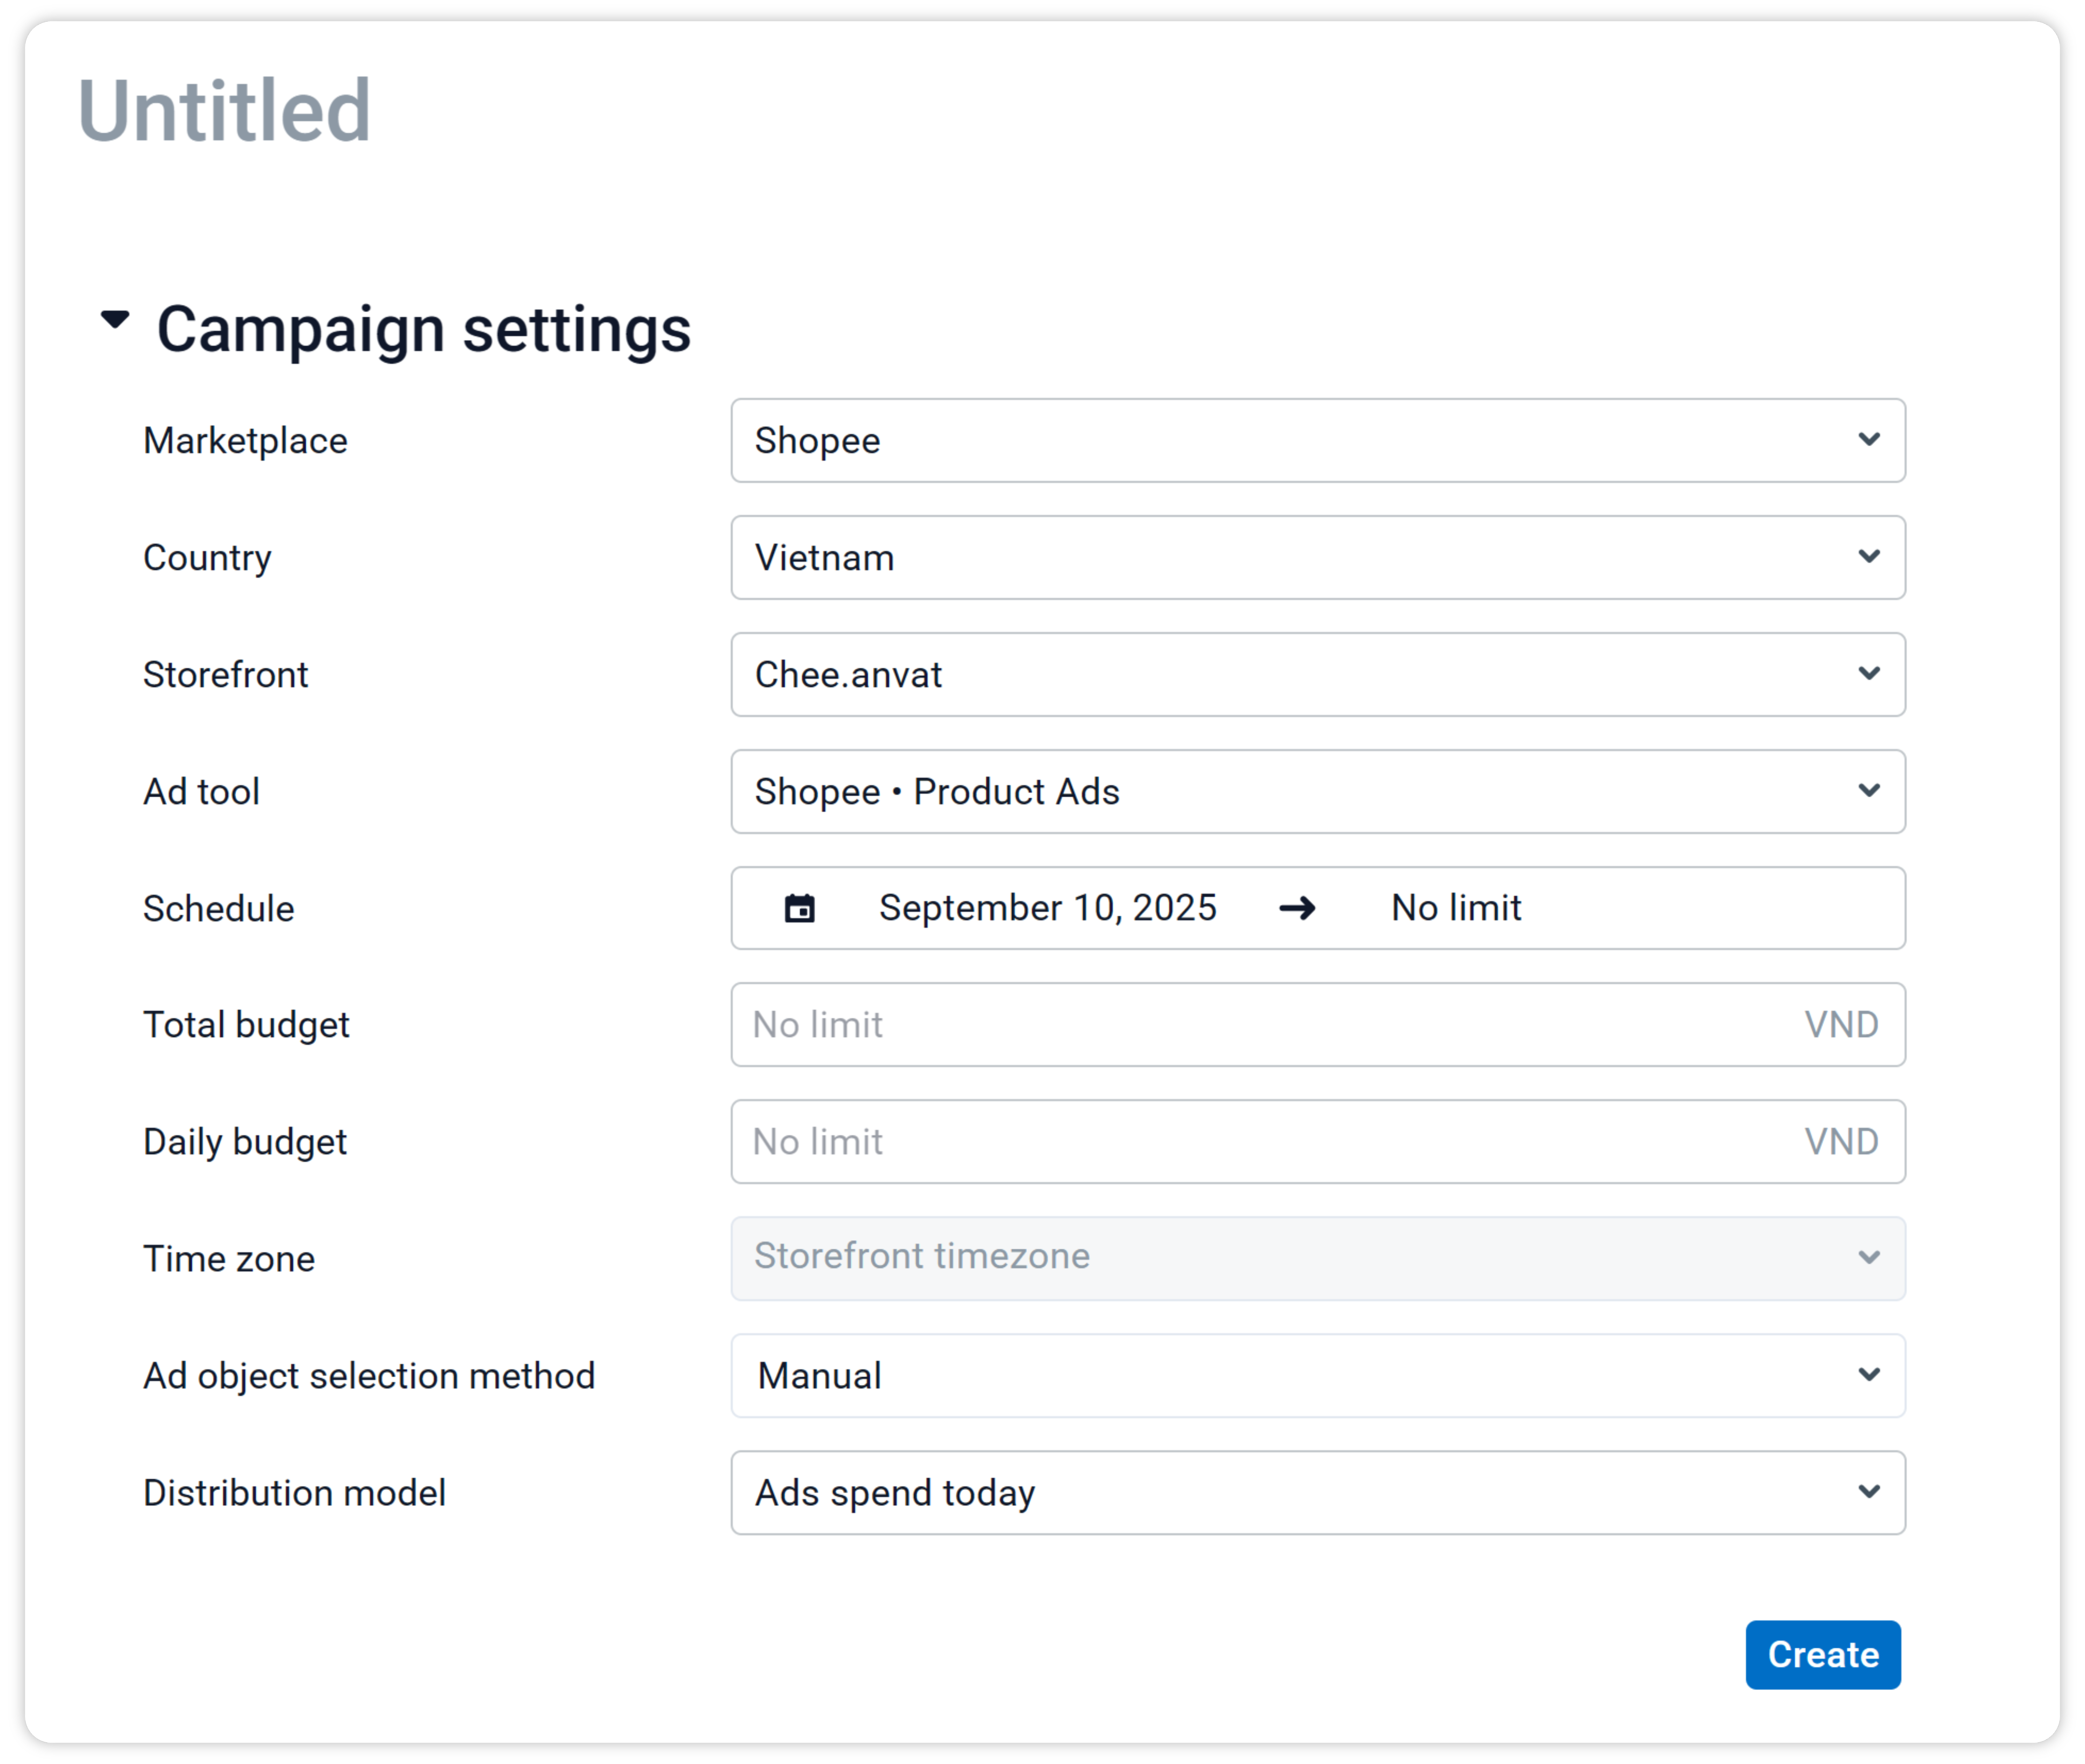 Untitled
Campaign settings
Marketplace Shopee
Country Vietnam
Storefront Chee.anvat
Ad tool Shopee • Product Ads
Schedule September 10, 2025 → No limit
Total budget No limit VND
Daily budget No limit VND
Time zone Storefront timezone
Ad object selection method Manual
Distribution model Ads spend today
Create